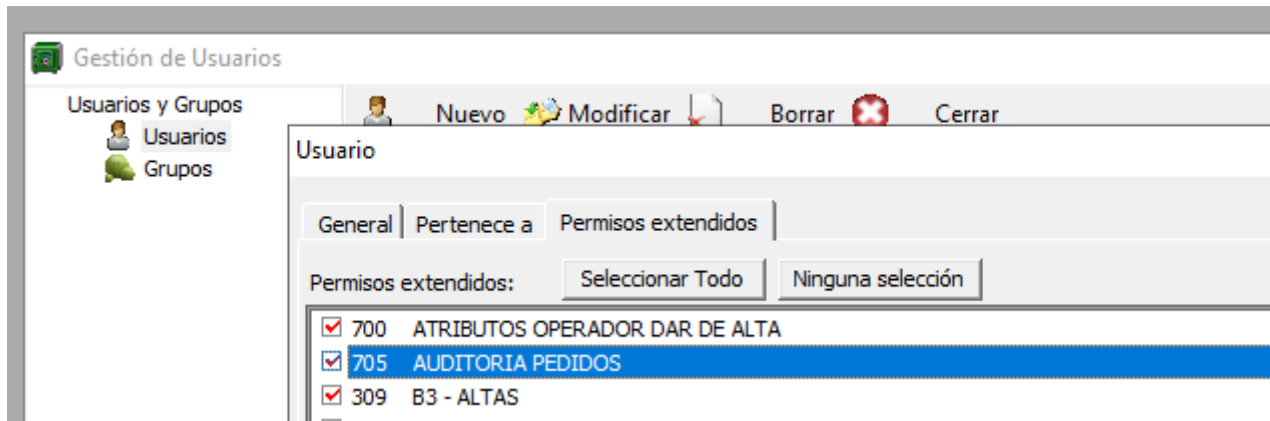 Gestión de Usuarios
Usuarios y Grupos
Usuarios
Grupos
Nuevo Modificar Borrar Cerrar
Usuario
General Pertenece a Permisos extendidos
Permisos extendidos: Seleccionar Todo Ninguna selección
700 ATRIBUTOS OPERADOR DAR DE ALTA
705 AUDITORIA PEDIDOS
309 B3 - ALTAS